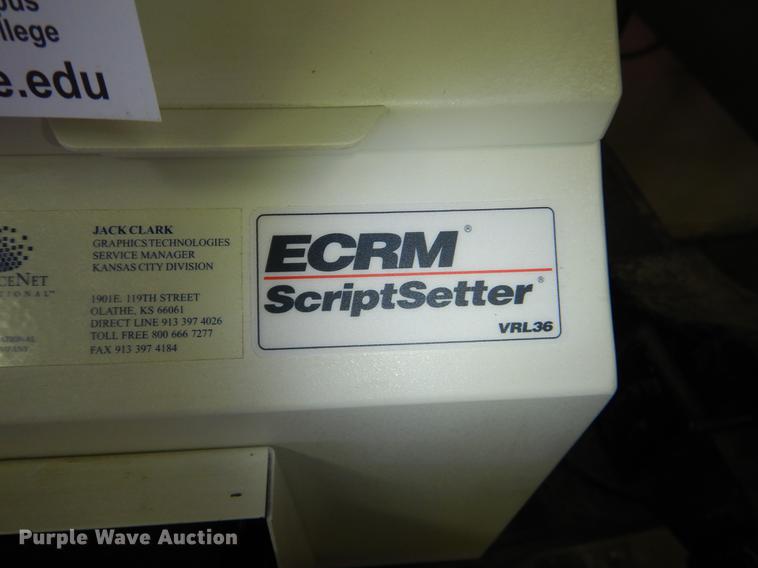 llege
e.edu
JACK CLARK
GRAPHICS TECHNOLOGIES
SERVICE MANAGER
KANSAS CITY DIVISION
1901 E. 119TH STREET
OLATHE, KS 66061
DIRECT LINE 913 397 4026
TOLL FREE 800 666 7277
FAX 913 397 4184
ECRM®
ScriptSetter®
VRL36
Purple Wave Auction